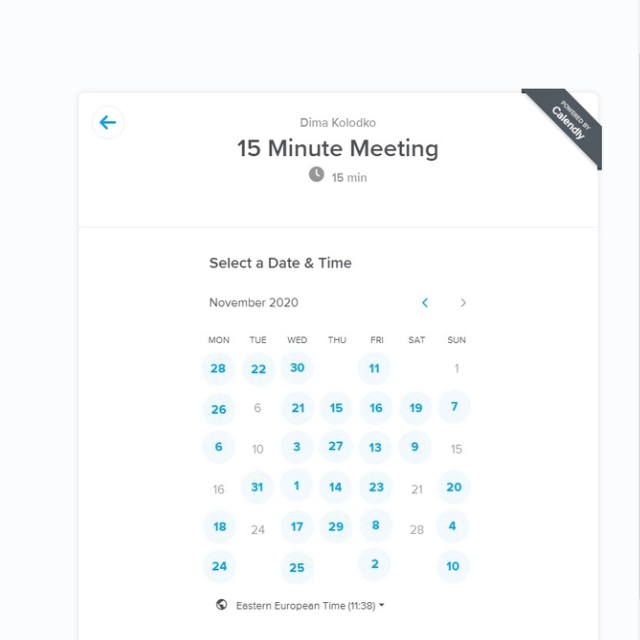 POWERED BY
Calendly
Dima Kolodko
15 Minute Meeting
15 min
Select a Date & Time
November 2020
MON TUE WED THU FRI SAT SUN
28 22 30 11 1
26 6 21 15 16 19 7
6 10 3 27 13 9 15
16 31 1 14 23 21 20
18 24 17 29 8 28 4
24 25 2 10
Eastern European Time (11:38)